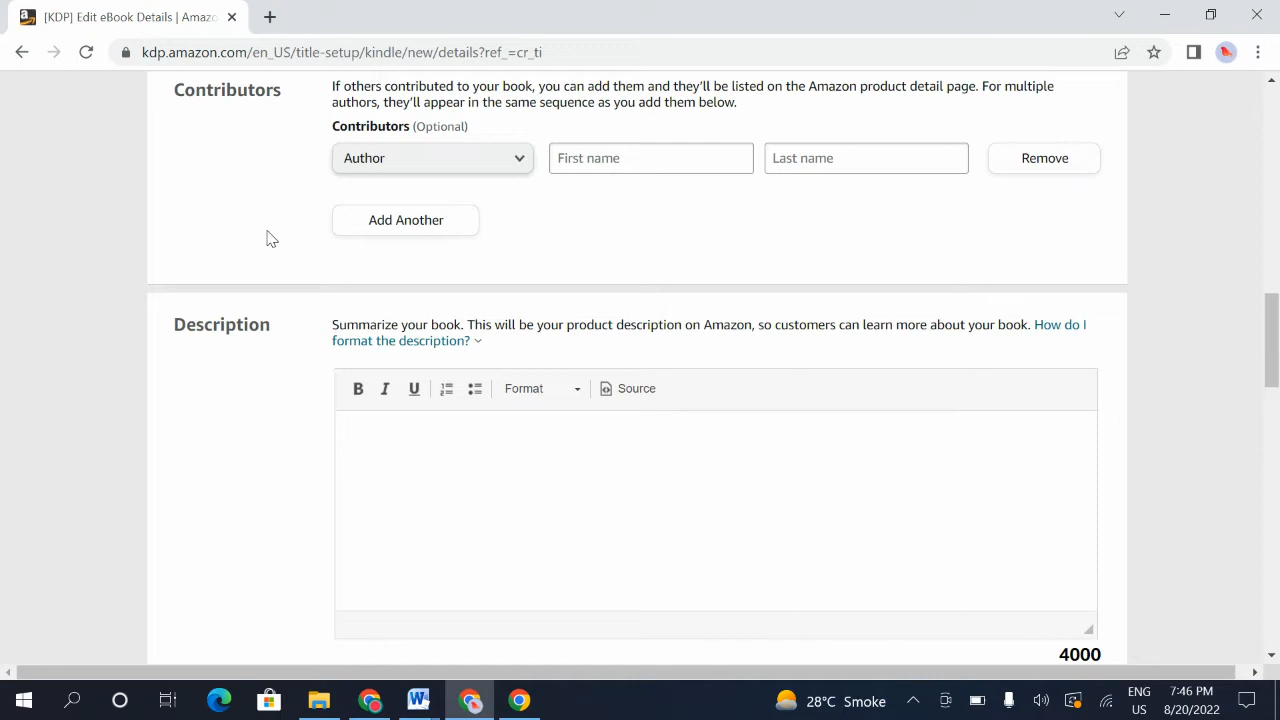 [KDP] Edit eBook Details | Amazo
kdp.amazon.com/en_US/title-setup/kindle/new/details?ref_=cr_ti
Contributors
If others contributed to your book, you can add them and they'll be listed on the Amazon product detail page. For multiple
authors, they'll appear in the same sequence as you add them below.
Contributors (Optional)
Author
First name
Last name
Remove
Add Another
Description
Summarize your book. This will be your product description on Amazon, so customers can learn more about your book. How do I
format the description?
B I U Format Source
4000
28°C Smoke
ENG
US
7:46 PM
8/20/2022